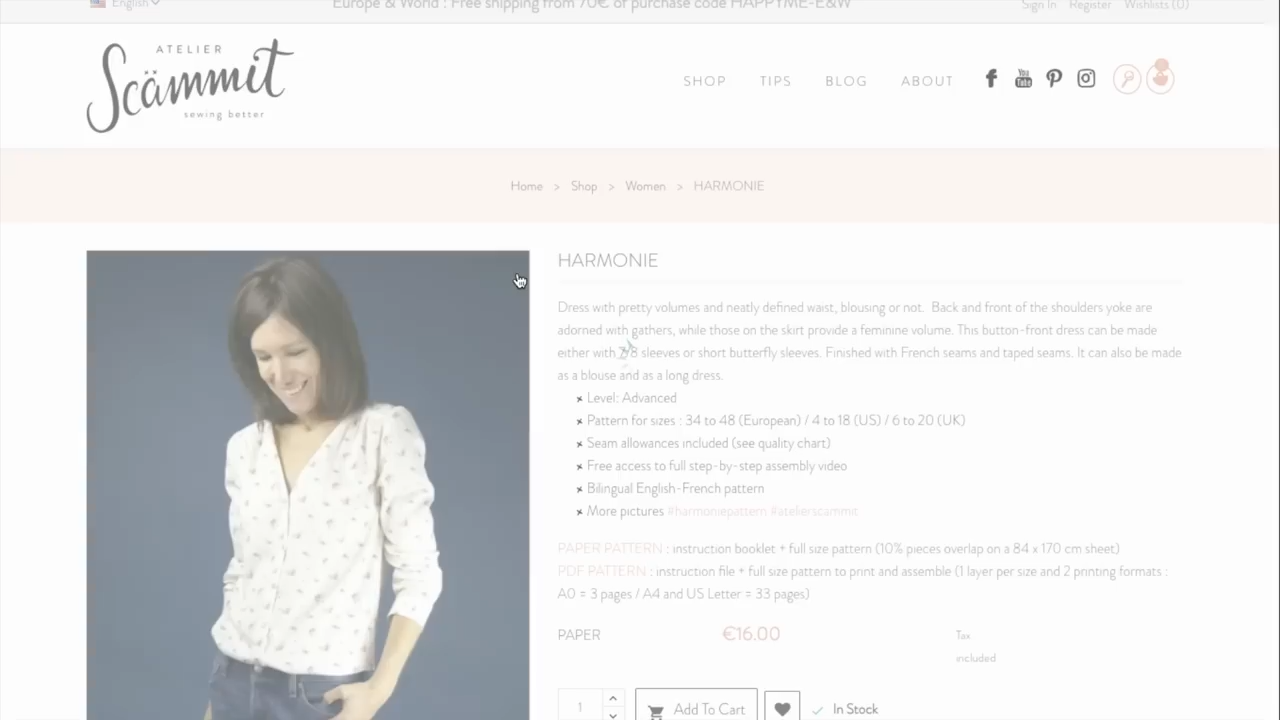 English
Europe & World : Free shipping from 70€ or purchase code HAPPYME-E&W
Sign In Register Wishlists (0)
ATELIER
Scämmit
sewing better
SHOP TIPS BLOG ABOUT
You Tube
Home > Shop > Women > HARMONIE
HARMONIE
Dress with pretty volumes and neatly defined waist, blousing or not. Back and front of the shoulders yoke are
adorned with gathers, while those on the skirt provide a feminine volume. This button-front dress can be made
either with 7/8 sleeves or short butterfly sleeves. Finished with French seams and taped seams. It can also be made
as a blouse and as a long dress.
Level: Advanced
Pattern for sizes : 34 to 48 (European) / 4 to 18 (US) / 6 to 20 (UK)
Seam allowances included (see quality chart)
Free access to full step-by-step assembly video
Bilingual English-French pattern
More pictures #harmoniepattern #atelierscammit
PAPER PATTERN : instruction booklet + full size pattern (10% pieces overlap on a 84 x 170 cm sheet)
PDF PATTERN : instruction file + full size pattern to print and assemble (1 layer per size and 2 printing formats :
A0 = 3 pages / A4 and US Letter = 33 pages)
PAPER €16.00 Tax
included
1 Add To Cart In Stock